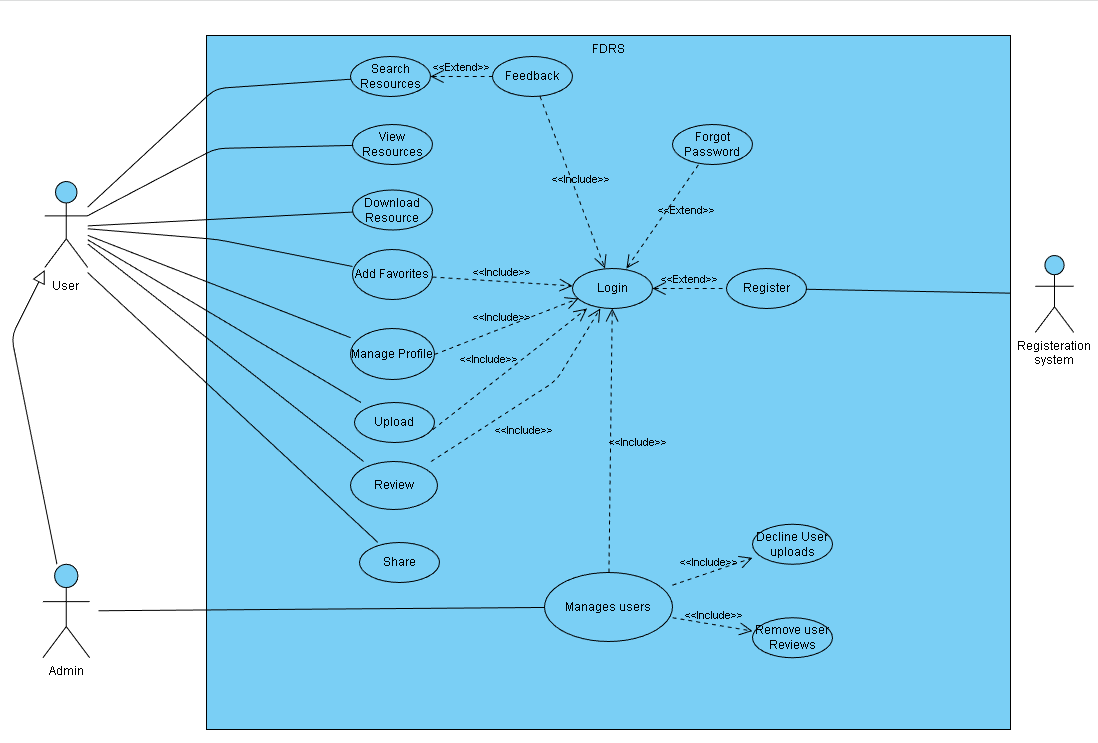 FDRS
Search
Resources
<<Extend>>
Feedback
View
Resources
Forgot
Password
<<Include>>
Download
Resource
<<Extend>>
User
Add Favorites
<<Include>>
Login
<<Extend>>
Register
Registeration
system
<<Include>>
Manage Profile
<<Include>>
Upload
<<Include>>
<<Include>>
Review
Share
Decline User
uploads
<<Include>>
Manages users
<<Include>>
Remove user
Reviews
Admin